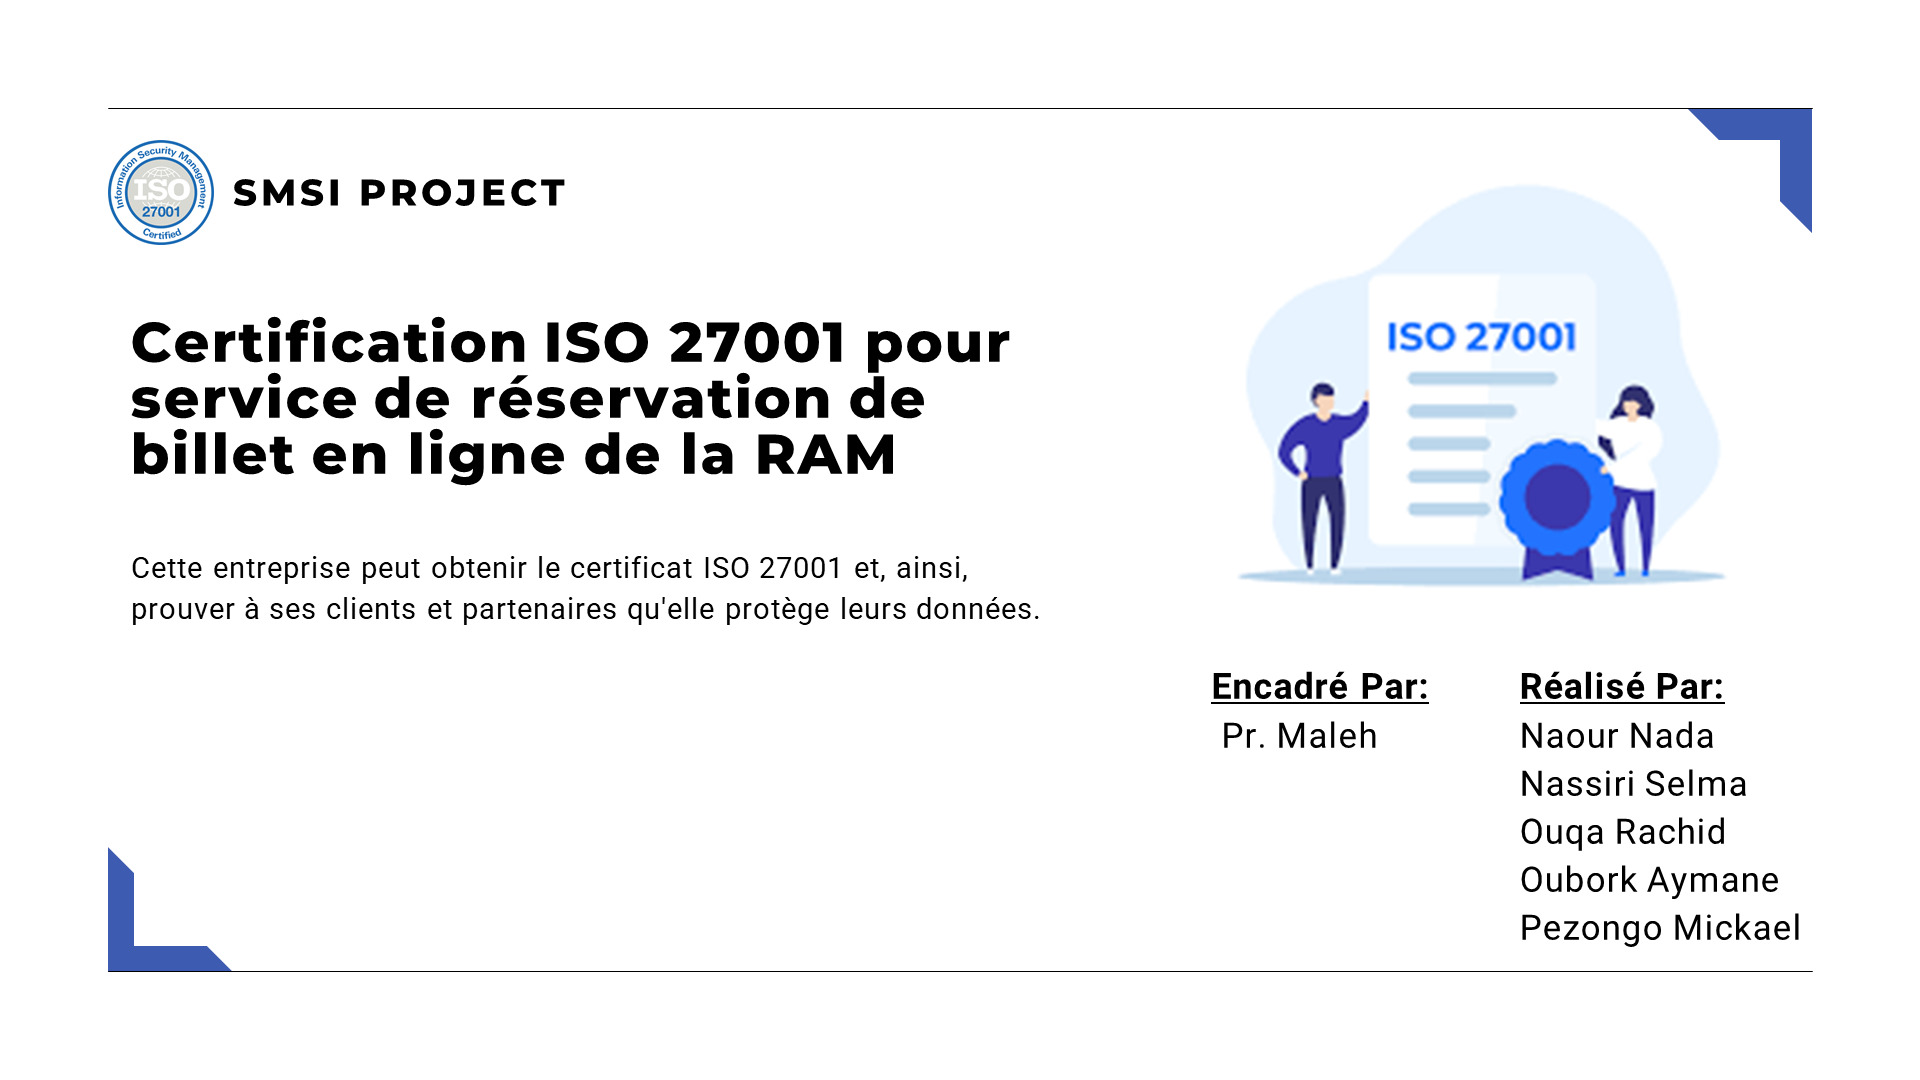 Information Security Management
ISO
27001
Certified
SMSI PROJECT
Certification ISO 27001 pour
service de réservation de
billet en ligne de la RAM
Cette entreprise peut obtenir le certificat ISO 27001 et, ainsi,
prouver à ses clients et partenaires qu'elle protège leurs données.
ISO 27001
Encadré Par:
Pr. Maleh
Réalisé Par:
Naour Nada
Nassiri Selma
Ouqa Rachid
Oubork Aymane
Pezongo Mickael